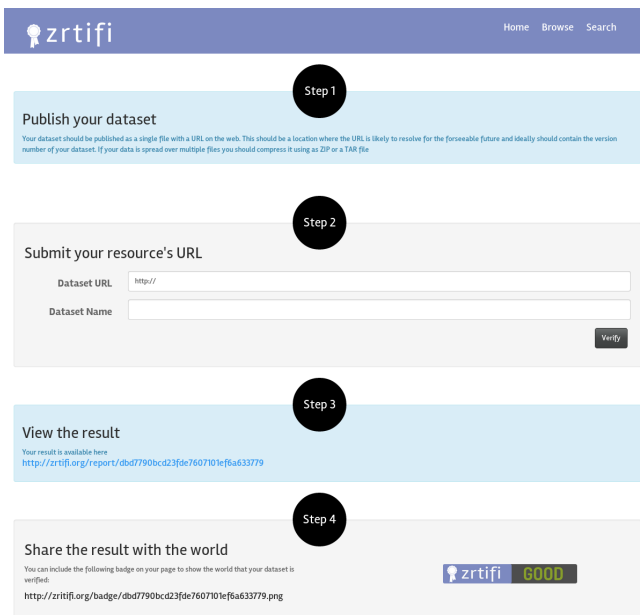 zrtifi
Home Browse Search
Step 1
Publish your dataset
Your dataset should be published as a single file with a URL on the web. This should be a location where the URL is likely to resolve for the forseeable future and ideally should contain the version
number of your dataset. If your data is spread over multiple files you should compress it using as ZIP or a TAR file
Step 2
Submit your resource's URL
Dataset URL http://
Dataset Name
Verify
Step 3
View the result
Your result is available here
http://zrtifi.org/report/dbd7790bcd23fde7607101ef6a633779
Step 4
Share the result with the world
You can include the following badge on your page to show the world that your dataset is
verified:
http://zritifi.org/badge/dbd7790bcd23fde7607101ef6a633779.png
zrtifi GOOD